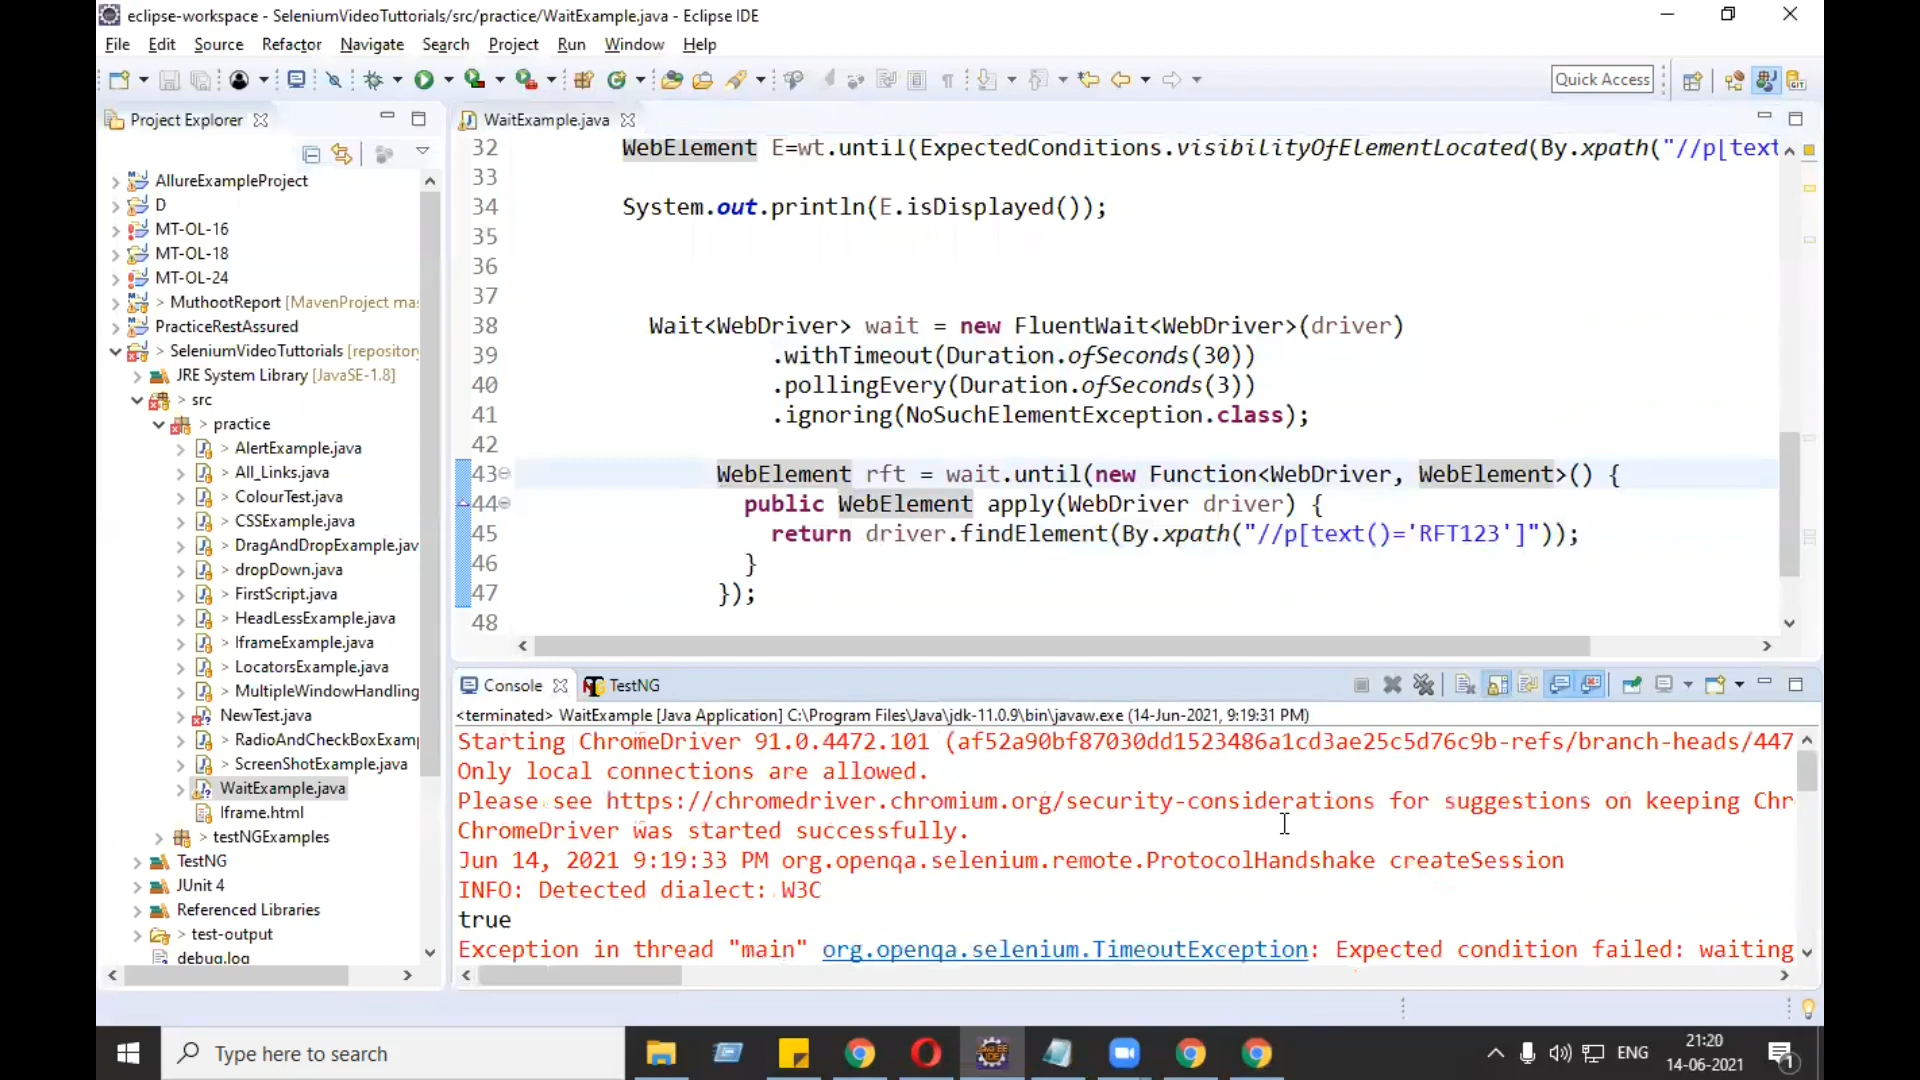 eclipse-workspace - SeleniumVideoTuttorials/src/practice/WaitExample.java - Eclipse IDE
File Edit Source Refactor Navigate Search Project Run Window Help
Quick Access
Project Explorer
WaitExample.java
AllureExampleProject
D
MT-OL-16
MT-OL-18
MT-OL-24
> MuthootReport [MavenProject ma
PracticeRestAssured
> SeleniumVideoTuttorials [repository
JRE System Library [JavaSE-1.8]
> src
> practice
> AlertExample.java
> All_Links.java
> ColourTest.java
> CSSExample.java
> DragAndDropExample.jav
> dropDown.java
> FirstScript.java
> HeadLessExample.java
> IframeExample.java
> LocatorsExample.java
> MultipleWindowHandling
NewTest.java
> RadioAndCheckBoxExamp
> ScreenShotExample.java
WaitExample.java
Iframe.html
> testNGExamples
TestNG
JUnit 4
Referenced Libraries
> test-output
debug.log
32 WebElement E=wt.until(ExpectedConditions.visibilityOfElementLocated(By.xpath("//p[text
33
34 System.out.println(E.isDisplayed());
35
36
37
38 Wait<WebDriver> wait = new FluentWait<WebDriver>(driver)
39 .withTimeout(Duration.ofSeconds(30))
40 .pollingEvery(Duration.ofSeconds(3))
41 .ignoring(NoSuchElementException.class);
42
43 WebElement rft = wait.until(new Function<WebDriver, WebElement>() {
44 public WebElement apply(WebDriver driver) {
45 return driver.findElement(By.xpath("//p[text()='RFT123']"));
46 }
47 });
48
Console TestNG
<terminated> WaitExample [Java Application] C:\Program Files\Java\jdk-11.0.9\bin\javaw.exe (14-Jun-2021, 9:19:31 PM)
Starting ChromeDriver 91.0.4472.101 (af52a90bf87030dd1523486a1cd3ae25c5d76c9b-refs/branch-heads/447
Only local connections are allowed.
Please see https://chromedriver.chromium.org/security-considerations for suggestions on keeping Chr
ChromeDriver was started successfully.
Jun 14, 2021 9:19:33 PM org.openqa.selenium.remote.ProtocolHandshake createSession
INFO: Detected dialect: W3C
true
Exception in thread "main" org.openqa.selenium.TimeoutException: Expected condition failed: waiting
Type here to search
ENG
21:20
14-06-2021
1